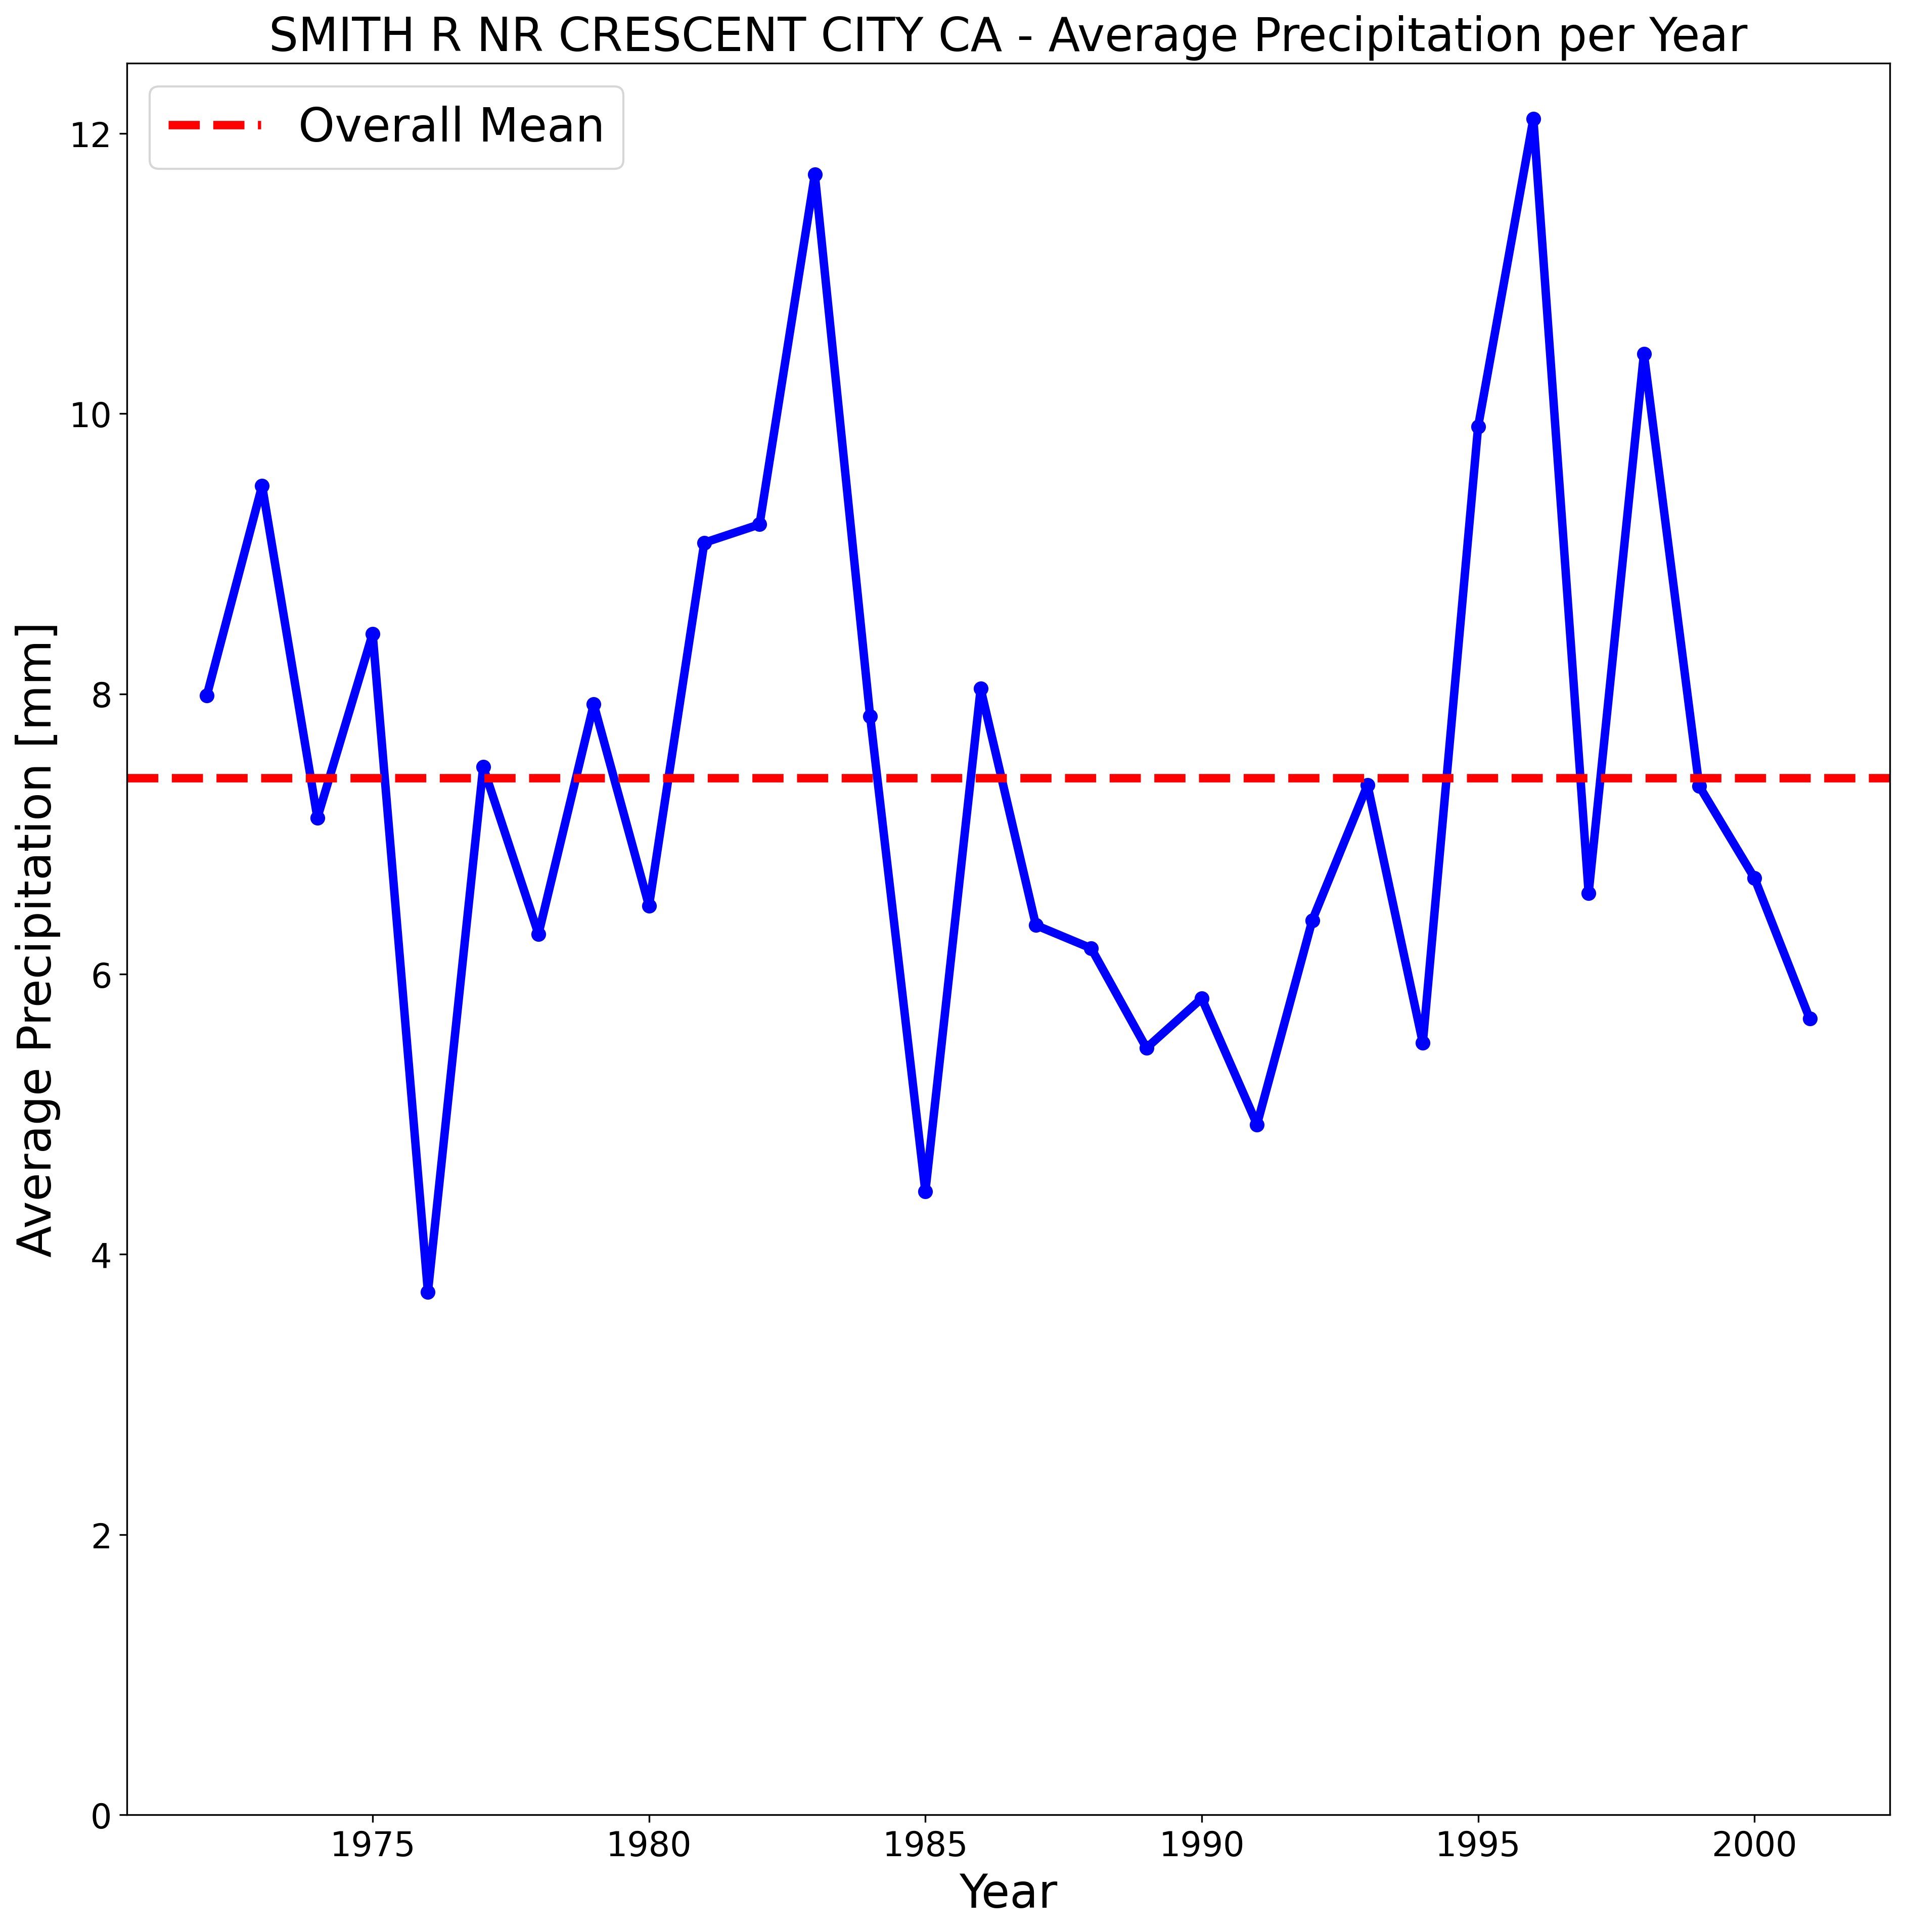 SMITH R NR CRESCENT CITY CA - Average Precipitation per Year
Overall Mean
12
10
8
6
4
2
0
Average Precipitation [mm]
1975 1980 1985 1990 1995 2000
Year